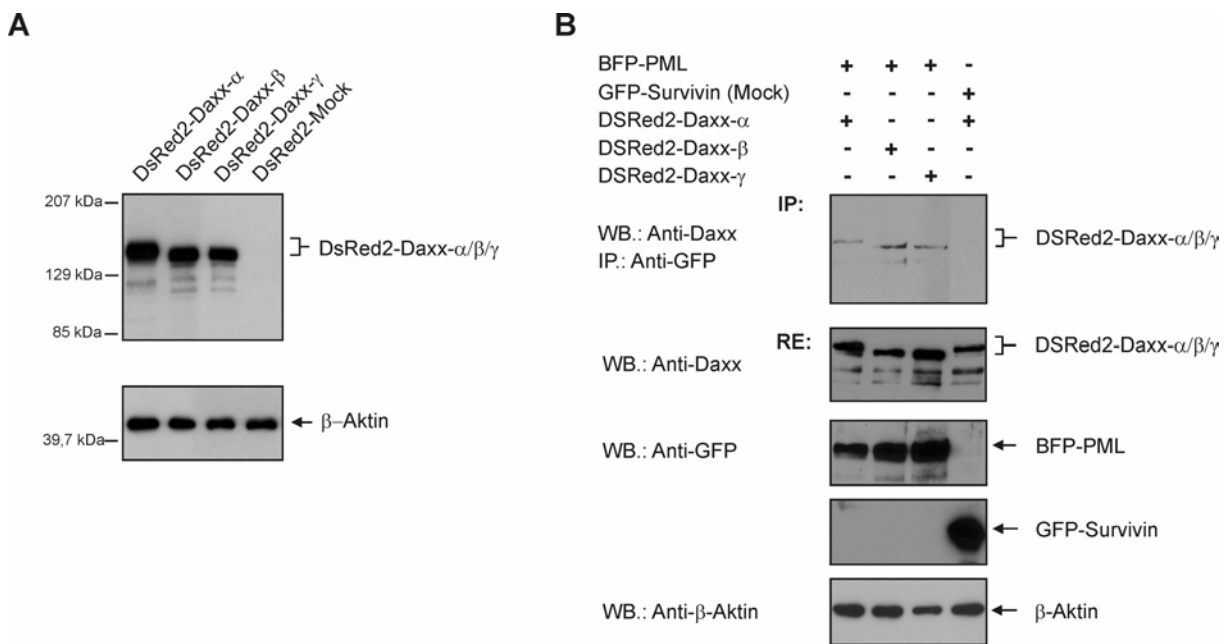 A
DsRed2-Daxx-α
DsRed2-Daxx-β
DsRed2-Daxx-γ
DsRed2-Mock
207 kDa
129 kDa
85 kDa
DsRed2-Daxx-α/β/γ
39,7 kDa
β–Aktin
B
BFP-PML + + + -
GFP-Survivin (Mock) - - - +
DSRed2-Daxx-α + - - +
DSRed2-Daxx-β - + - -
DSRed2-Daxx-γ - - + -
IP:
WB.: Anti-Daxx
IP.: Anti-GFP
DSRed2-Daxx-α/β/γ
RE:
WB.: Anti-Daxx
DSRed2-Daxx-α/β/γ
WB.: Anti-GFP
BFP-PML
GFP-Survivin
WB.: Anti-β-Aktin
β-Aktin